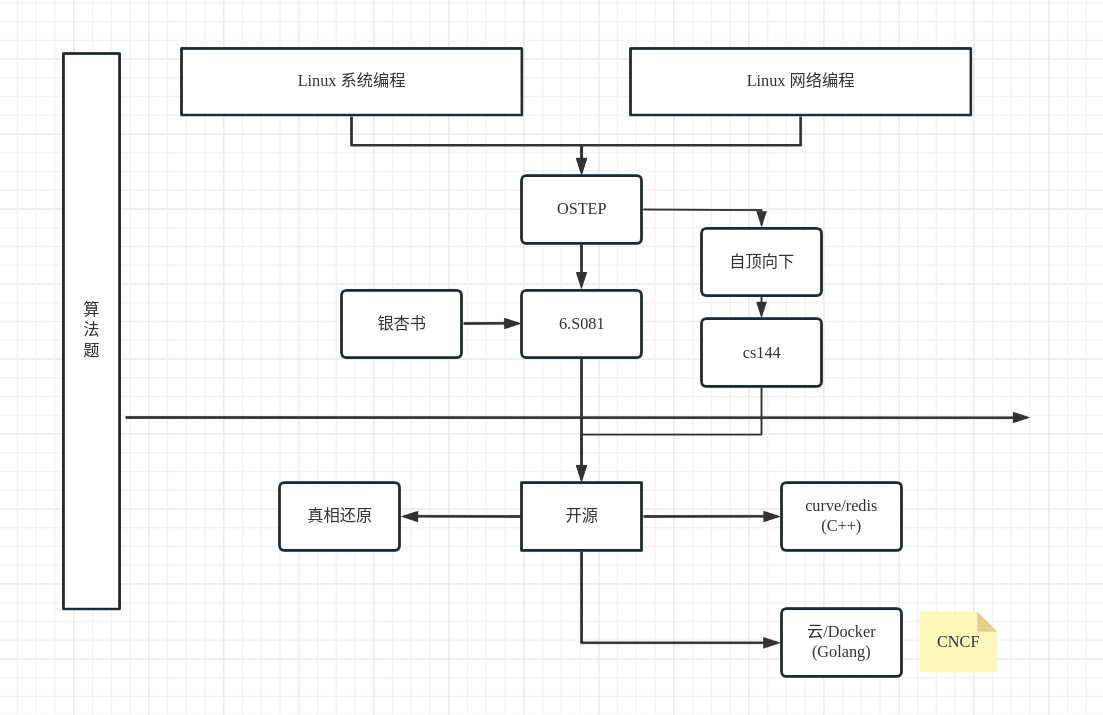 Linux 系统编程
Linux 网络编程
OSTEP
自顶向下
算
法
题
银杏书
6.S081
cs144
真相还原
开源
curve/redis
(C++)
云/Docker
(Golang)
CNCF